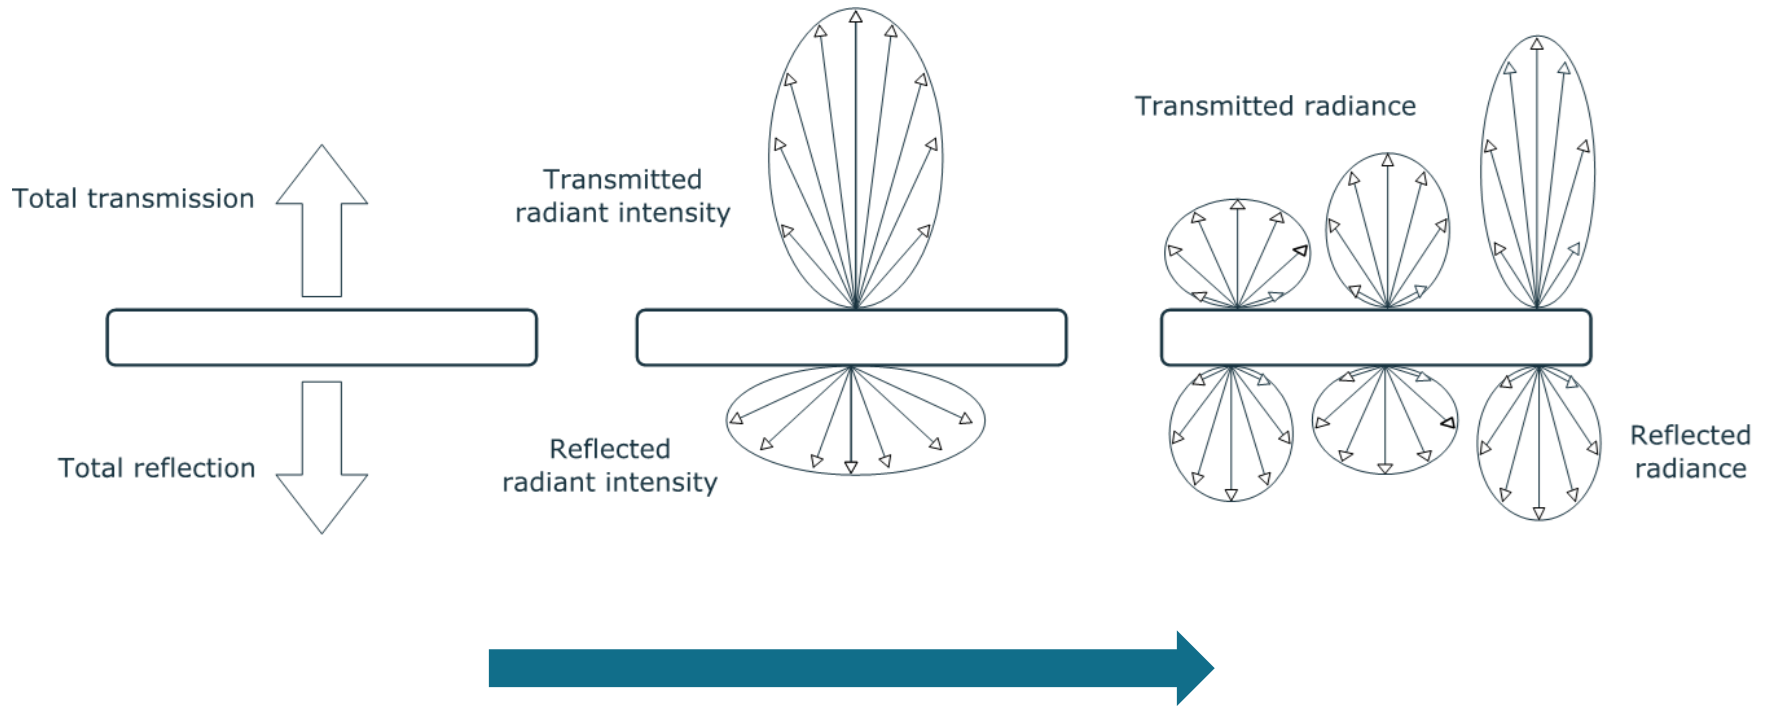 Total transmission
Total reflection
Transmitted
radiant intensity
Reflected
radiant intensity
Transmitted radiance
Reflected
radiance